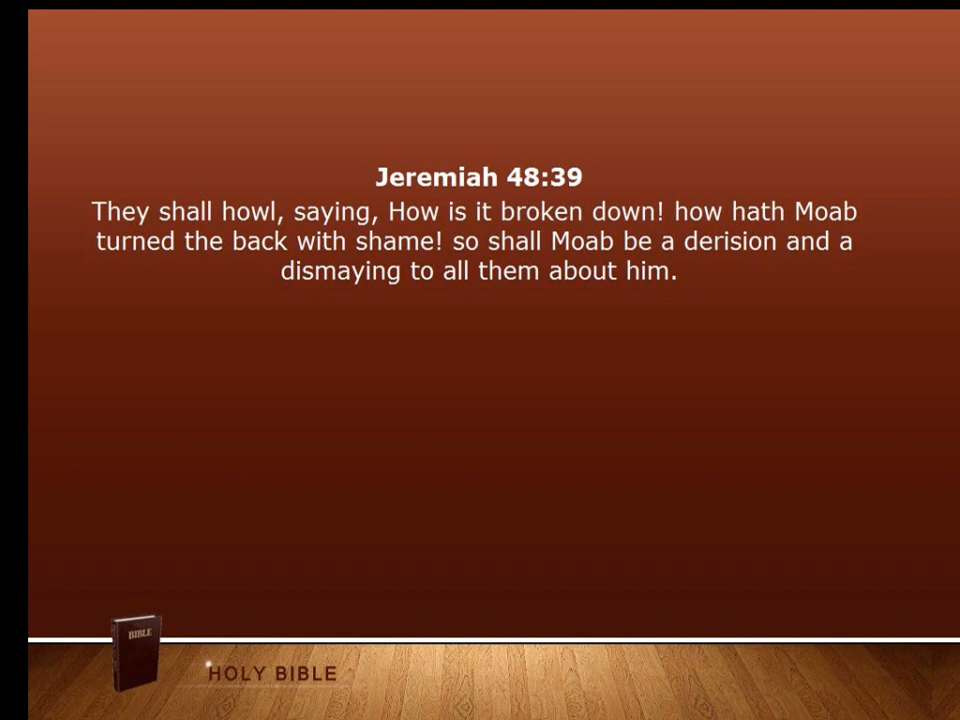 Jeremiah 48:39
They shall howl, saying, How is it broken down! how hath Moab
turned the back with shame! so shall Moab be a derision and a
dismaying to all them about him.
BIBLE
HOLY BIBLE